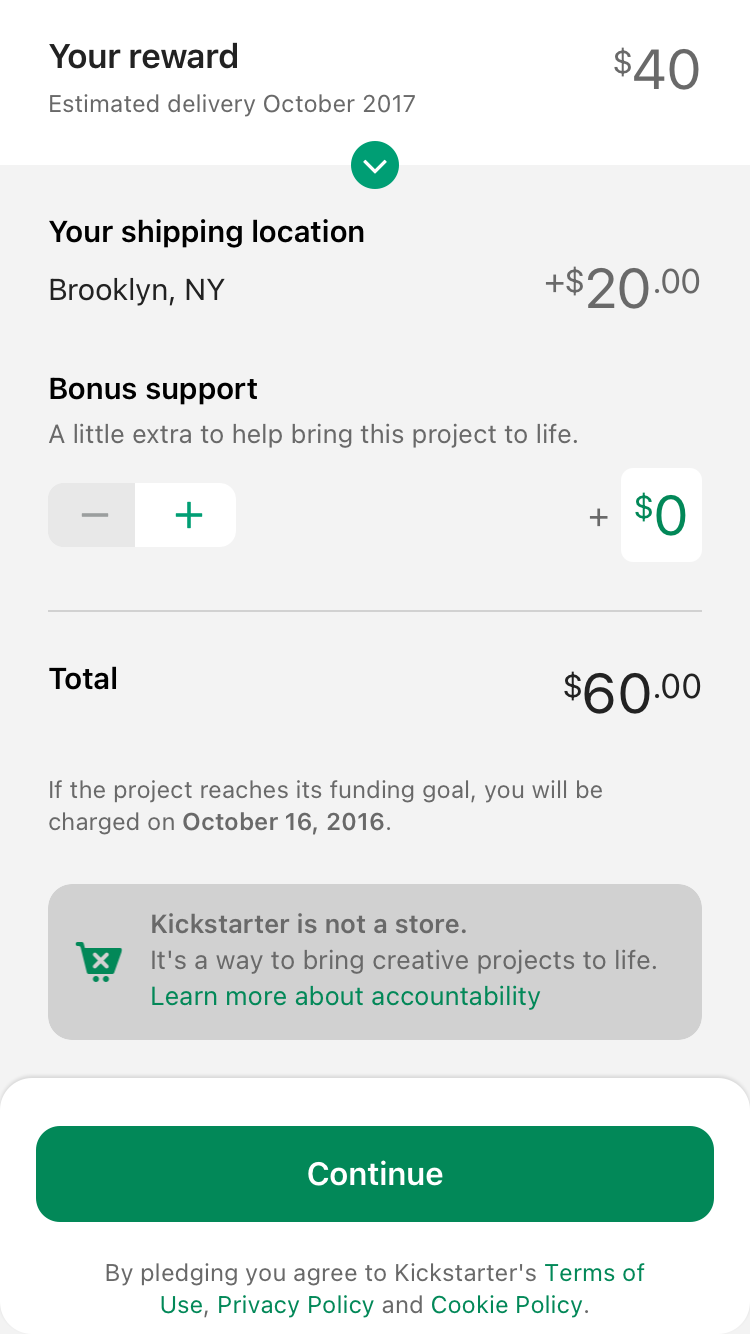 Your reward
$40
Estimated delivery October 2017
Your shipping location
Brooklyn, NY
+$20.00
Bonus support
A little extra to help bring this project to life.
+ $0
Total
$60.00
If the project reaches its funding goal, you will be
charged on October 16, 2016.
Kickstarter is not a store.
It's a way to bring creative projects to life.
Learn more about accountability
Continue
By pledging you agree to Kickstarter's Terms of
Use, Privacy Policy and Cookie Policy.